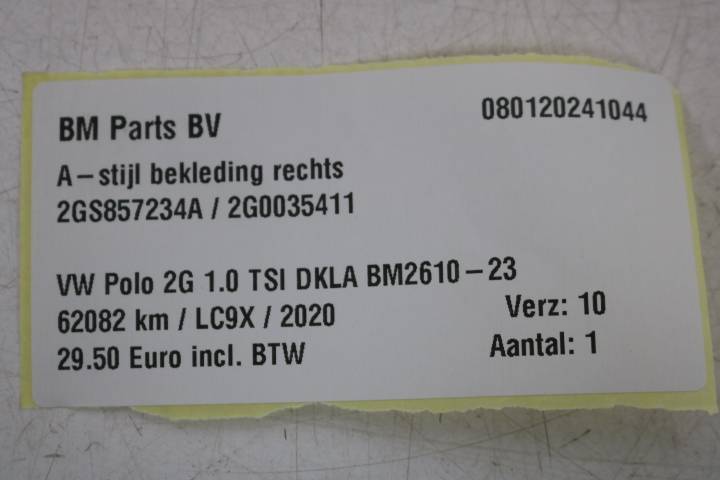 BM Parts BV 080120241044
A-stijl bekleding rechts
2GS857234A / 2G0035411
VW Polo 2G 1.0 TSI DKLA BM2610-23
62082 km / LC9X / 2020 Verz: 10
29.50 Euro incl. BTW Aantal: 1